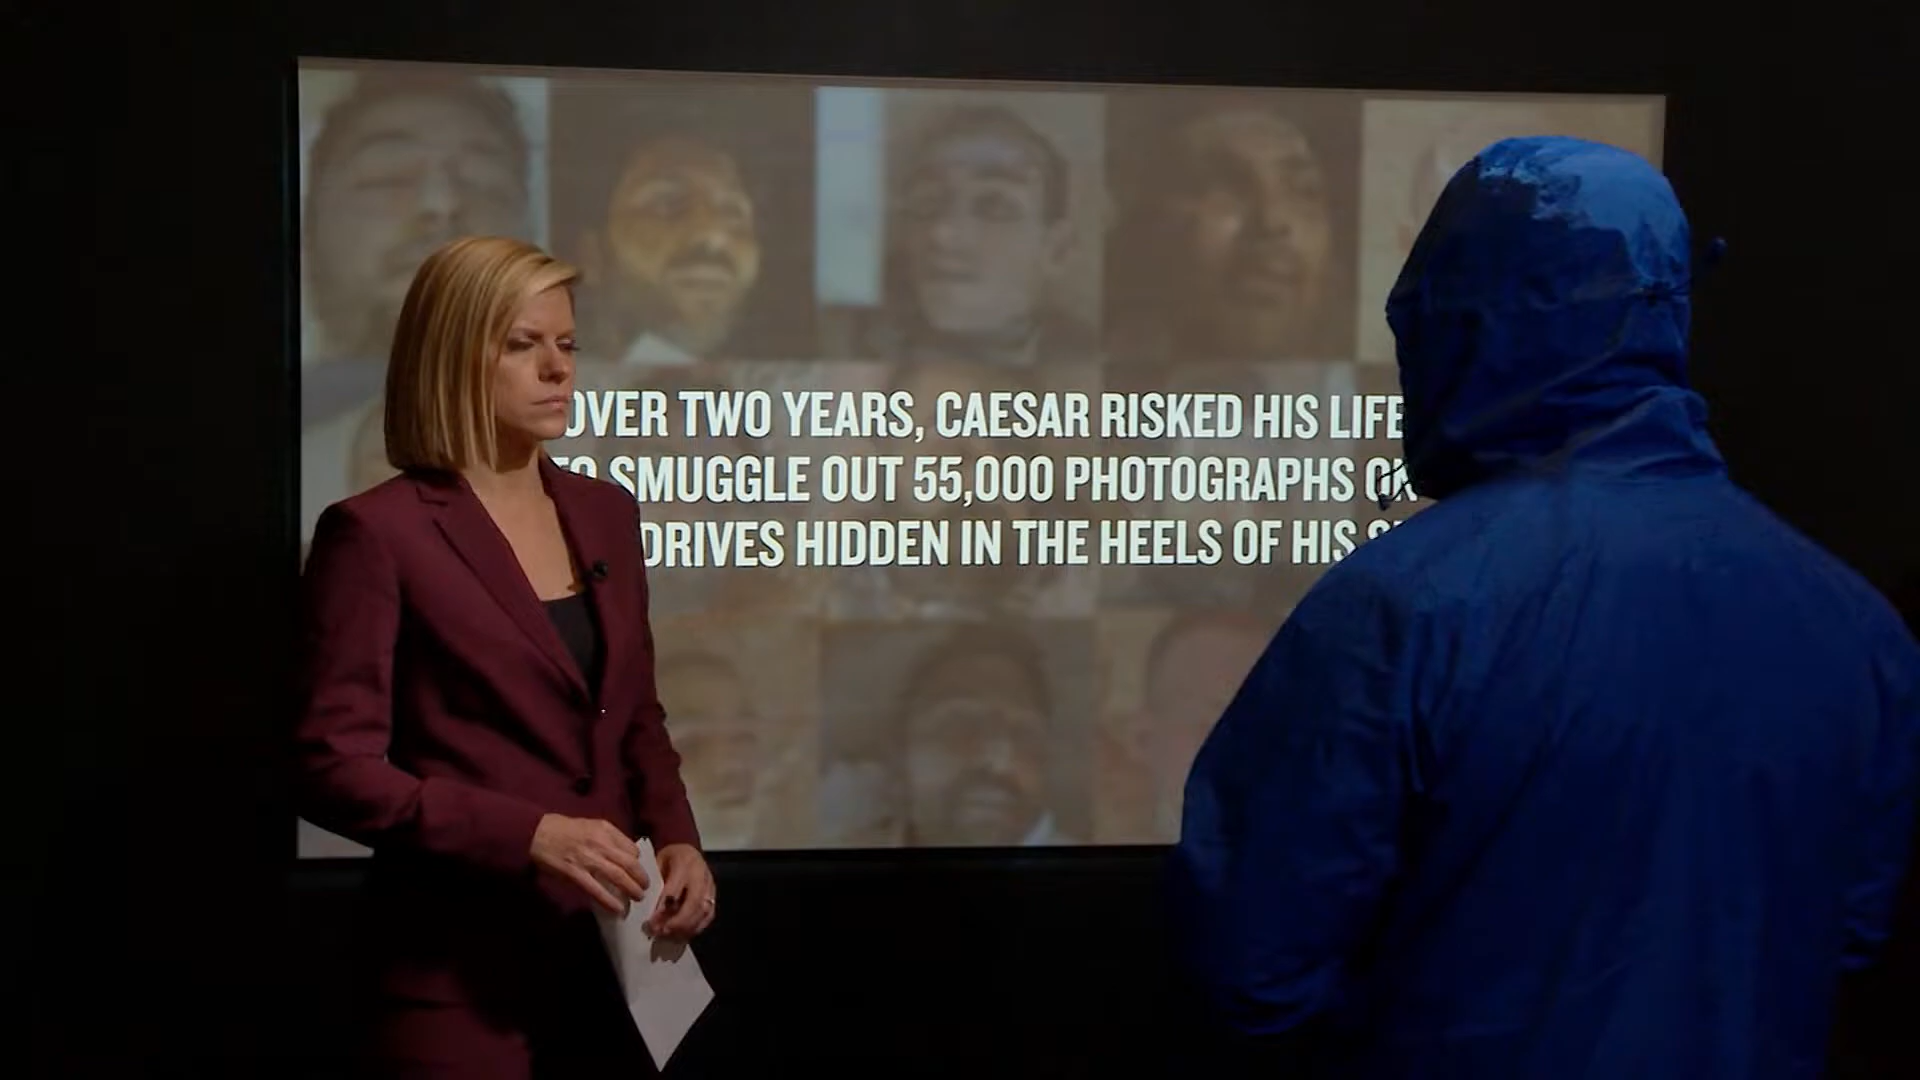 OVER TWO YEARS, CAESAR RISKED HIS LIFE
SMUGGLE OUT 55,000 PHOTOGRAPHS
DRIVES HIDDEN IN THE HEELS OF HIS